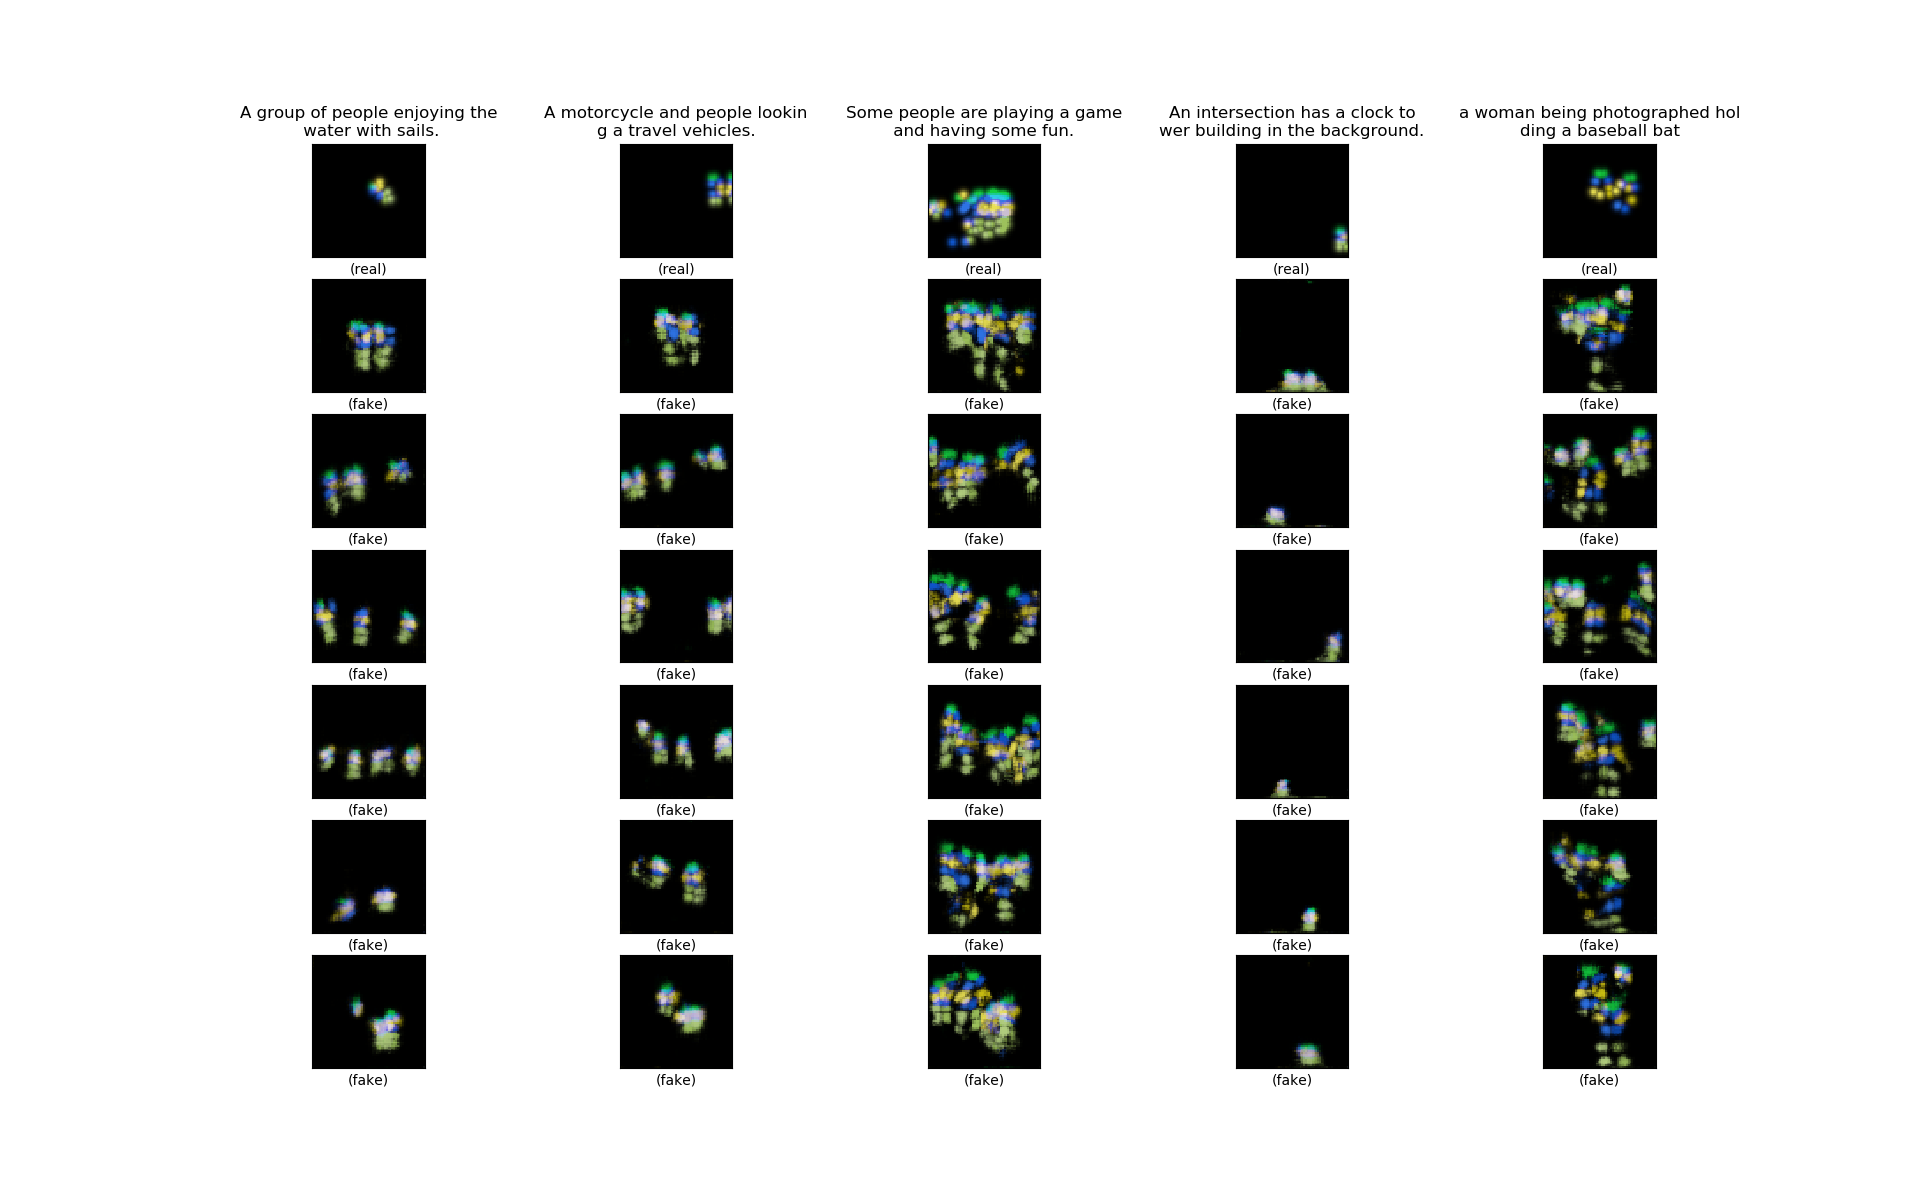 A group of people enjoying the
water with sails.
A motorcycle and people lookin
g a travel vehicles.
Some people are playing a game
and having some fun.
An intersection has a clock to
wer building in the background.
a woman being photographed hol
ding a baseball bat
(real) (real) (real) (real) (real)
(fake) (fake) (fake) (fake) (fake)
(fake) (fake) (fake) (fake) (fake)
(fake) (fake) (fake) (fake) (fake)
(fake) (fake) (fake) (fake) (fake)
(fake) (fake) (fake) (fake) (fake)
(fake) (fake) (fake) (fake) (fake)